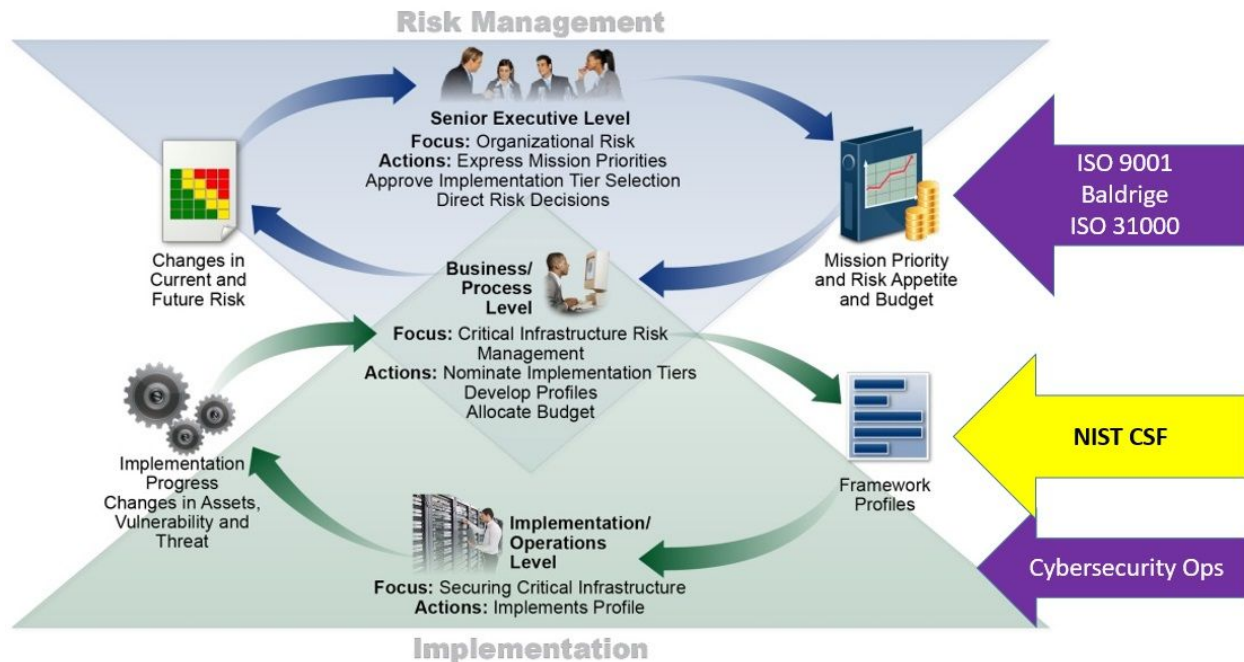 Risk Management
Senior Executive Level
Focus: Organizational Risk
Actions: Express Mission Priorities
Approve Implementation Tier Selection
Direct Risk Decisions
Changes in
Current and
Future Risk
Mission Priority
and Risk Appetite
and Budget
ISO 9001
Baldrige
ISO 31000
Business/
Process
Level
Focus: Critical Infrastructure Risk
Management
Actions: Nominate Implementation Tiers
Develop Profiles
Allocate Budget
Implementation
Progress
Changes in Assets,
Vulnerability and
Threat
Framework
Profiles
NIST CSF
Implementation/
Operations
Level
Focus: Securing Critical Infrastructure
Actions: Implements Profile
Cybersecurity Ops
Implementation